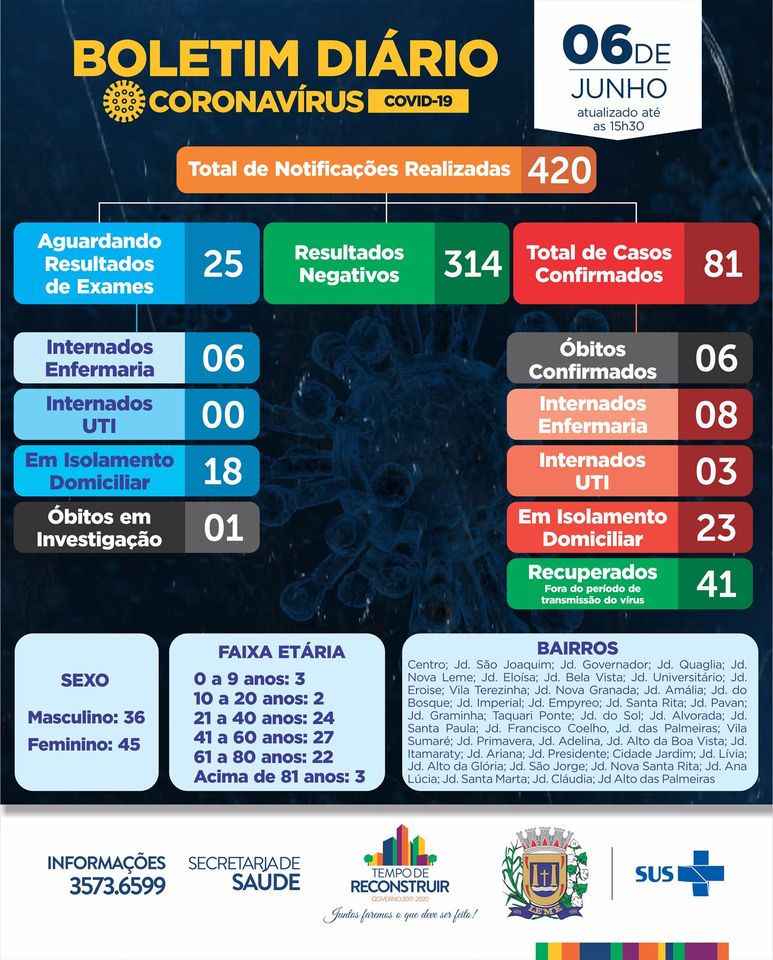 BOLETIM DIÁRIO
CORONAVÍRUS COVID-19
06 DE
JUNHO
atualizado até
as 15h30
Total de Notificações Realizadas 420
Aguardando
Resultados
de Exames
25
Resultados
Negativos
314
Total de Casos
Confirmados
81
Internados
Enfermaria
06
Internados
UTI
00
Em Isolamento
Domiciliar
18
Óbitos em
Investigação
01
Óbitos
Confirmados
06
Internados
Enfermaria
08
Internados
UTI
03
Em Isolamento
Domiciliar
23
Recuperados
Fora do período de
transmissão do vírus
41
SEXO
Masculino: 36
Feminino: 45
FAIXA ETÁRIA
0 a 9 anos: 3
10 a 20 anos: 2
21 a 40 anos: 24
41 a 60 anos: 27
61 a 80 anos: 22
Acima de 81 anos: 3
BAIRROS
Centro; Jd. São Joaquim; Jd. Governador; Jd. Quaglia; Jd.
Nova Leme; Jd. Eloísa; Jd. Bela Vista; Jd. Universitário; Jd.
Eroise; Vila Terezinha; Jd. Nova Granada; Jd. Amália; Jd. do
Bosque; Jd. Imperial; Jd. Empyreo; Jd. Santa Rita; Jd. Pavan;
Jd. Graminha; Taquari Ponte; Jd. do Sol; Jd. Alvorada; Jd.
Santa Paula; Jd. Francisco Coelho, Jd. das Palmeiras; Vila
Sumaré; Jd. Primavera, Jd. Adelina, Jd. Alto da Boa Vista; Jd.
Itamaraty; Jd. Ariana; Jd. Presidente; Cidade Jardim; Jd. Lívia;
Jd. Alto da Glória; Jd. São Jorge; Jd. Nova Santa Rita; Jd. Ana
Lúcia; Jd. Santa Marta; Jd. Cláudia; Jd Alto das Palmeiras
INFORMAÇÕES
3573.6599
SECRETARIA DE
SAÚDE
TEMPO DE
RECONSTRUIR
GOVERNO 2017-2020
Juntos faremos o que deve ser feito!
LEME
SUS